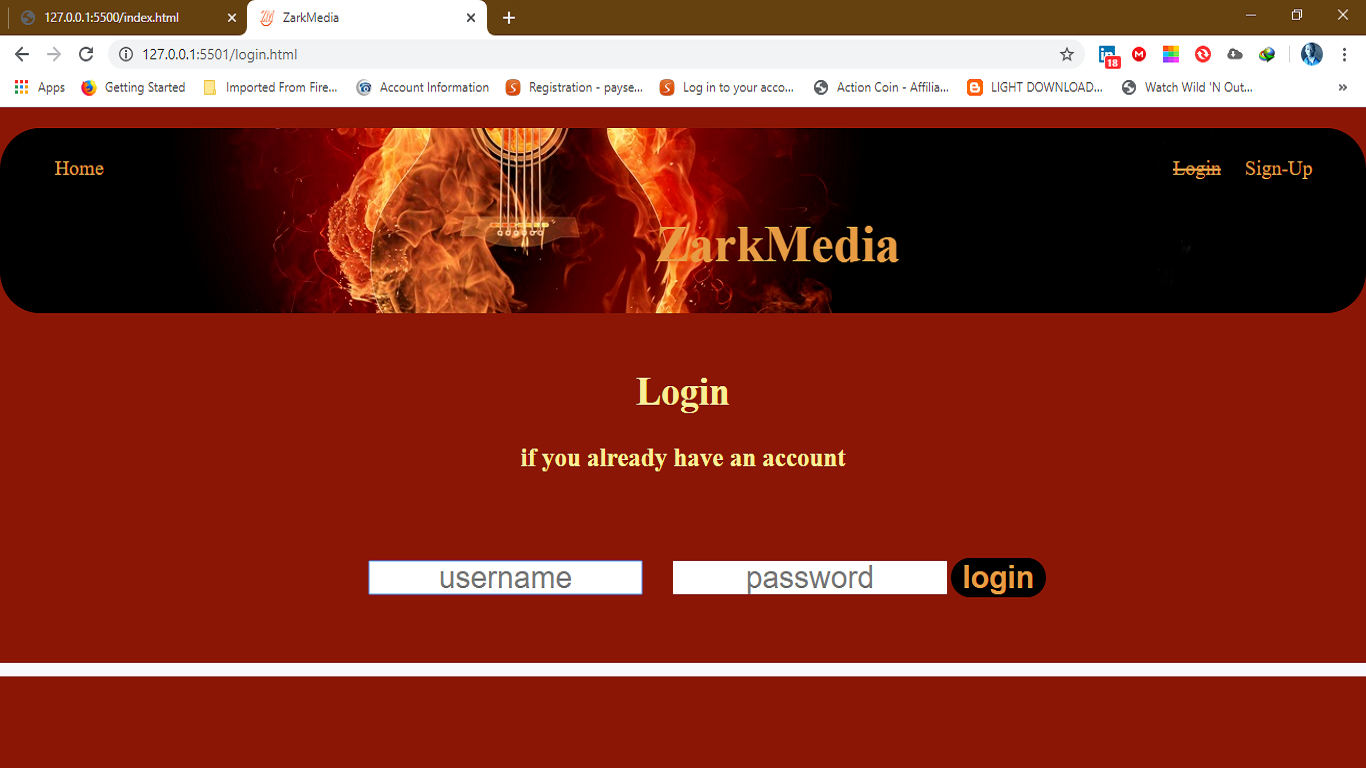 127.0.0.1:5500/index.html
ZarkMedia
127.0.0.1:5501/login.html
18
Apps
Getting Started
Imported From Fire...
Account Information
Registration - payse...
Log in to your acco...
Action Coin - Affilia...
LIGHT DOWNLOAD...
Watch Wild 'N Out...
Home
Login
Sign-Up
ZarkMedia
Login
if you already have an account
username
password
login